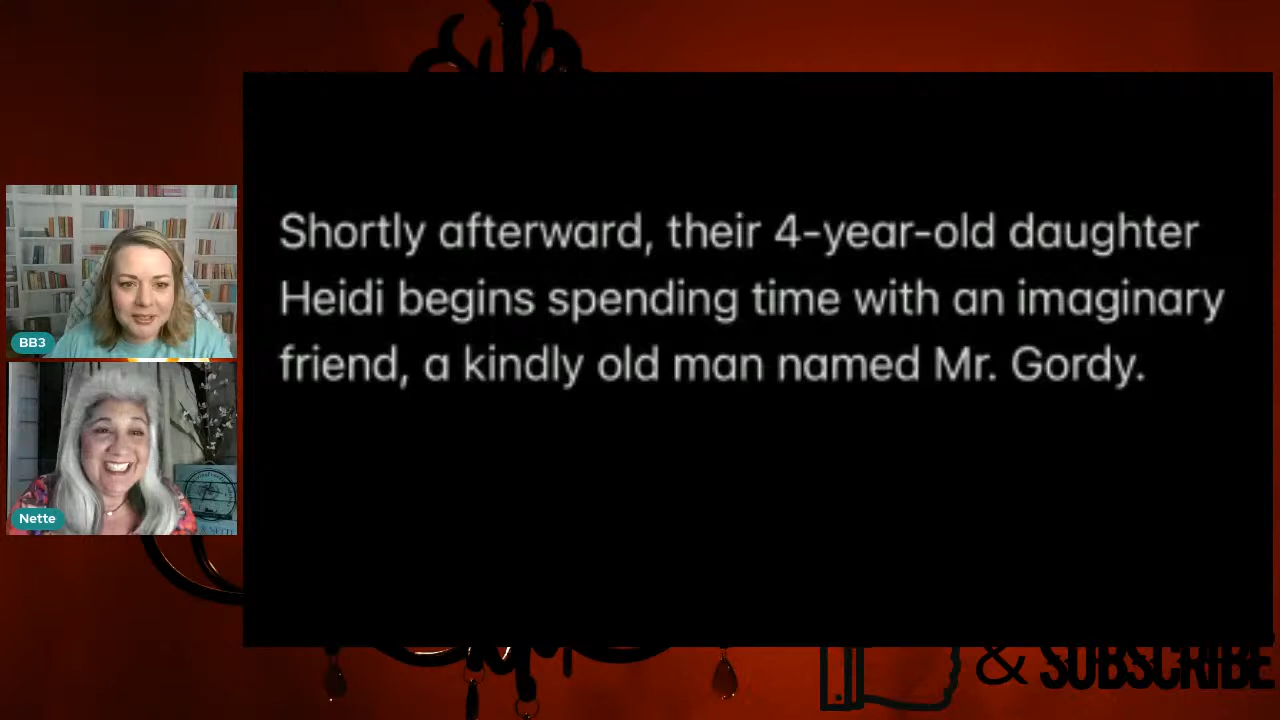 Shortly afterward, their 4-year-old daughter
Heidi begins spending time with an imaginary
friend, a kindly old man named Mr. Gordy.
BB3
Nette
& SUBSCRIBE